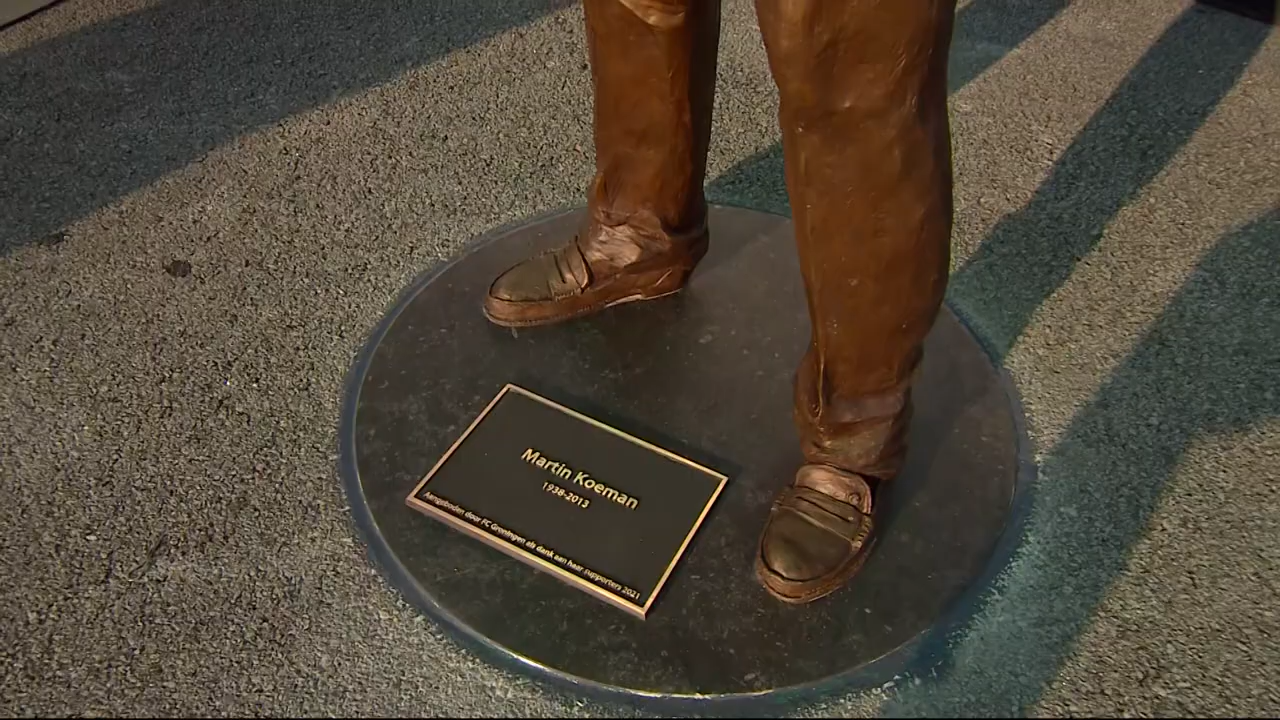 Martin Koeman
1938-2013
Aangeboden door FC Groningen als dank aan haar supporters 2021